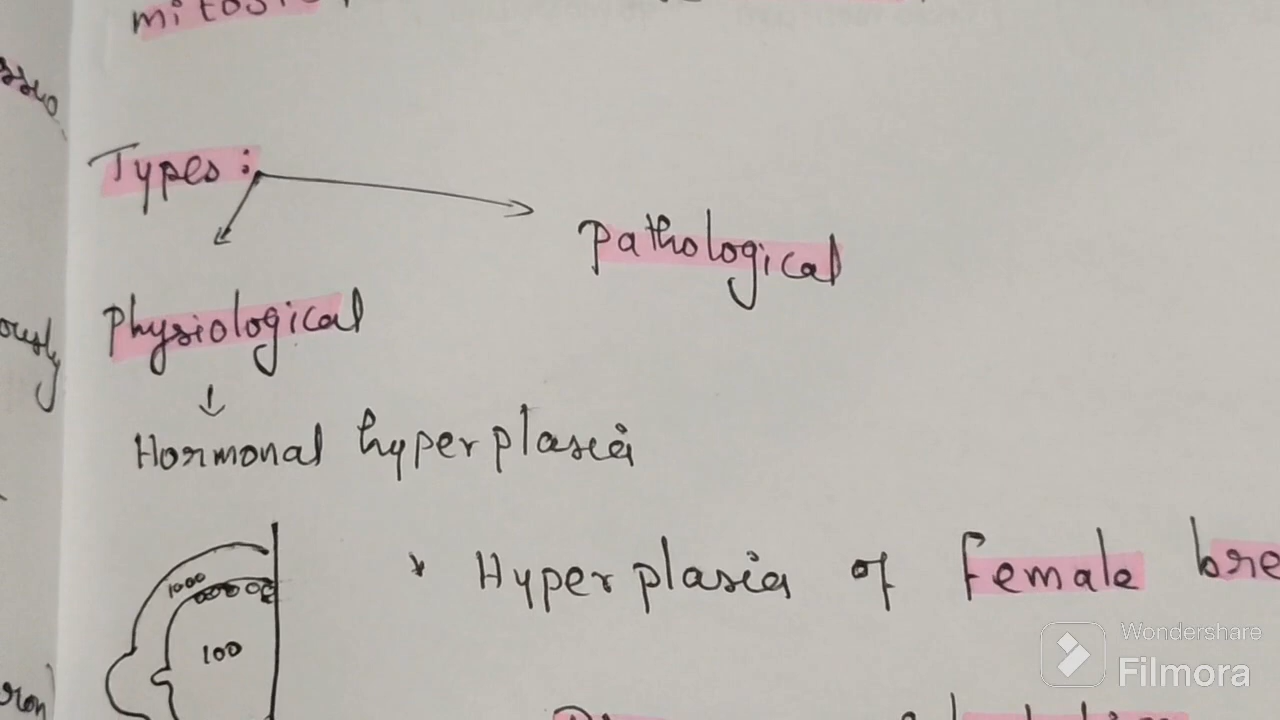 Types:
Pathological
Physiological
Hormonal hyperplasia
1000
100
* Hyperplasia of Female bre
Wondershare
Filmora